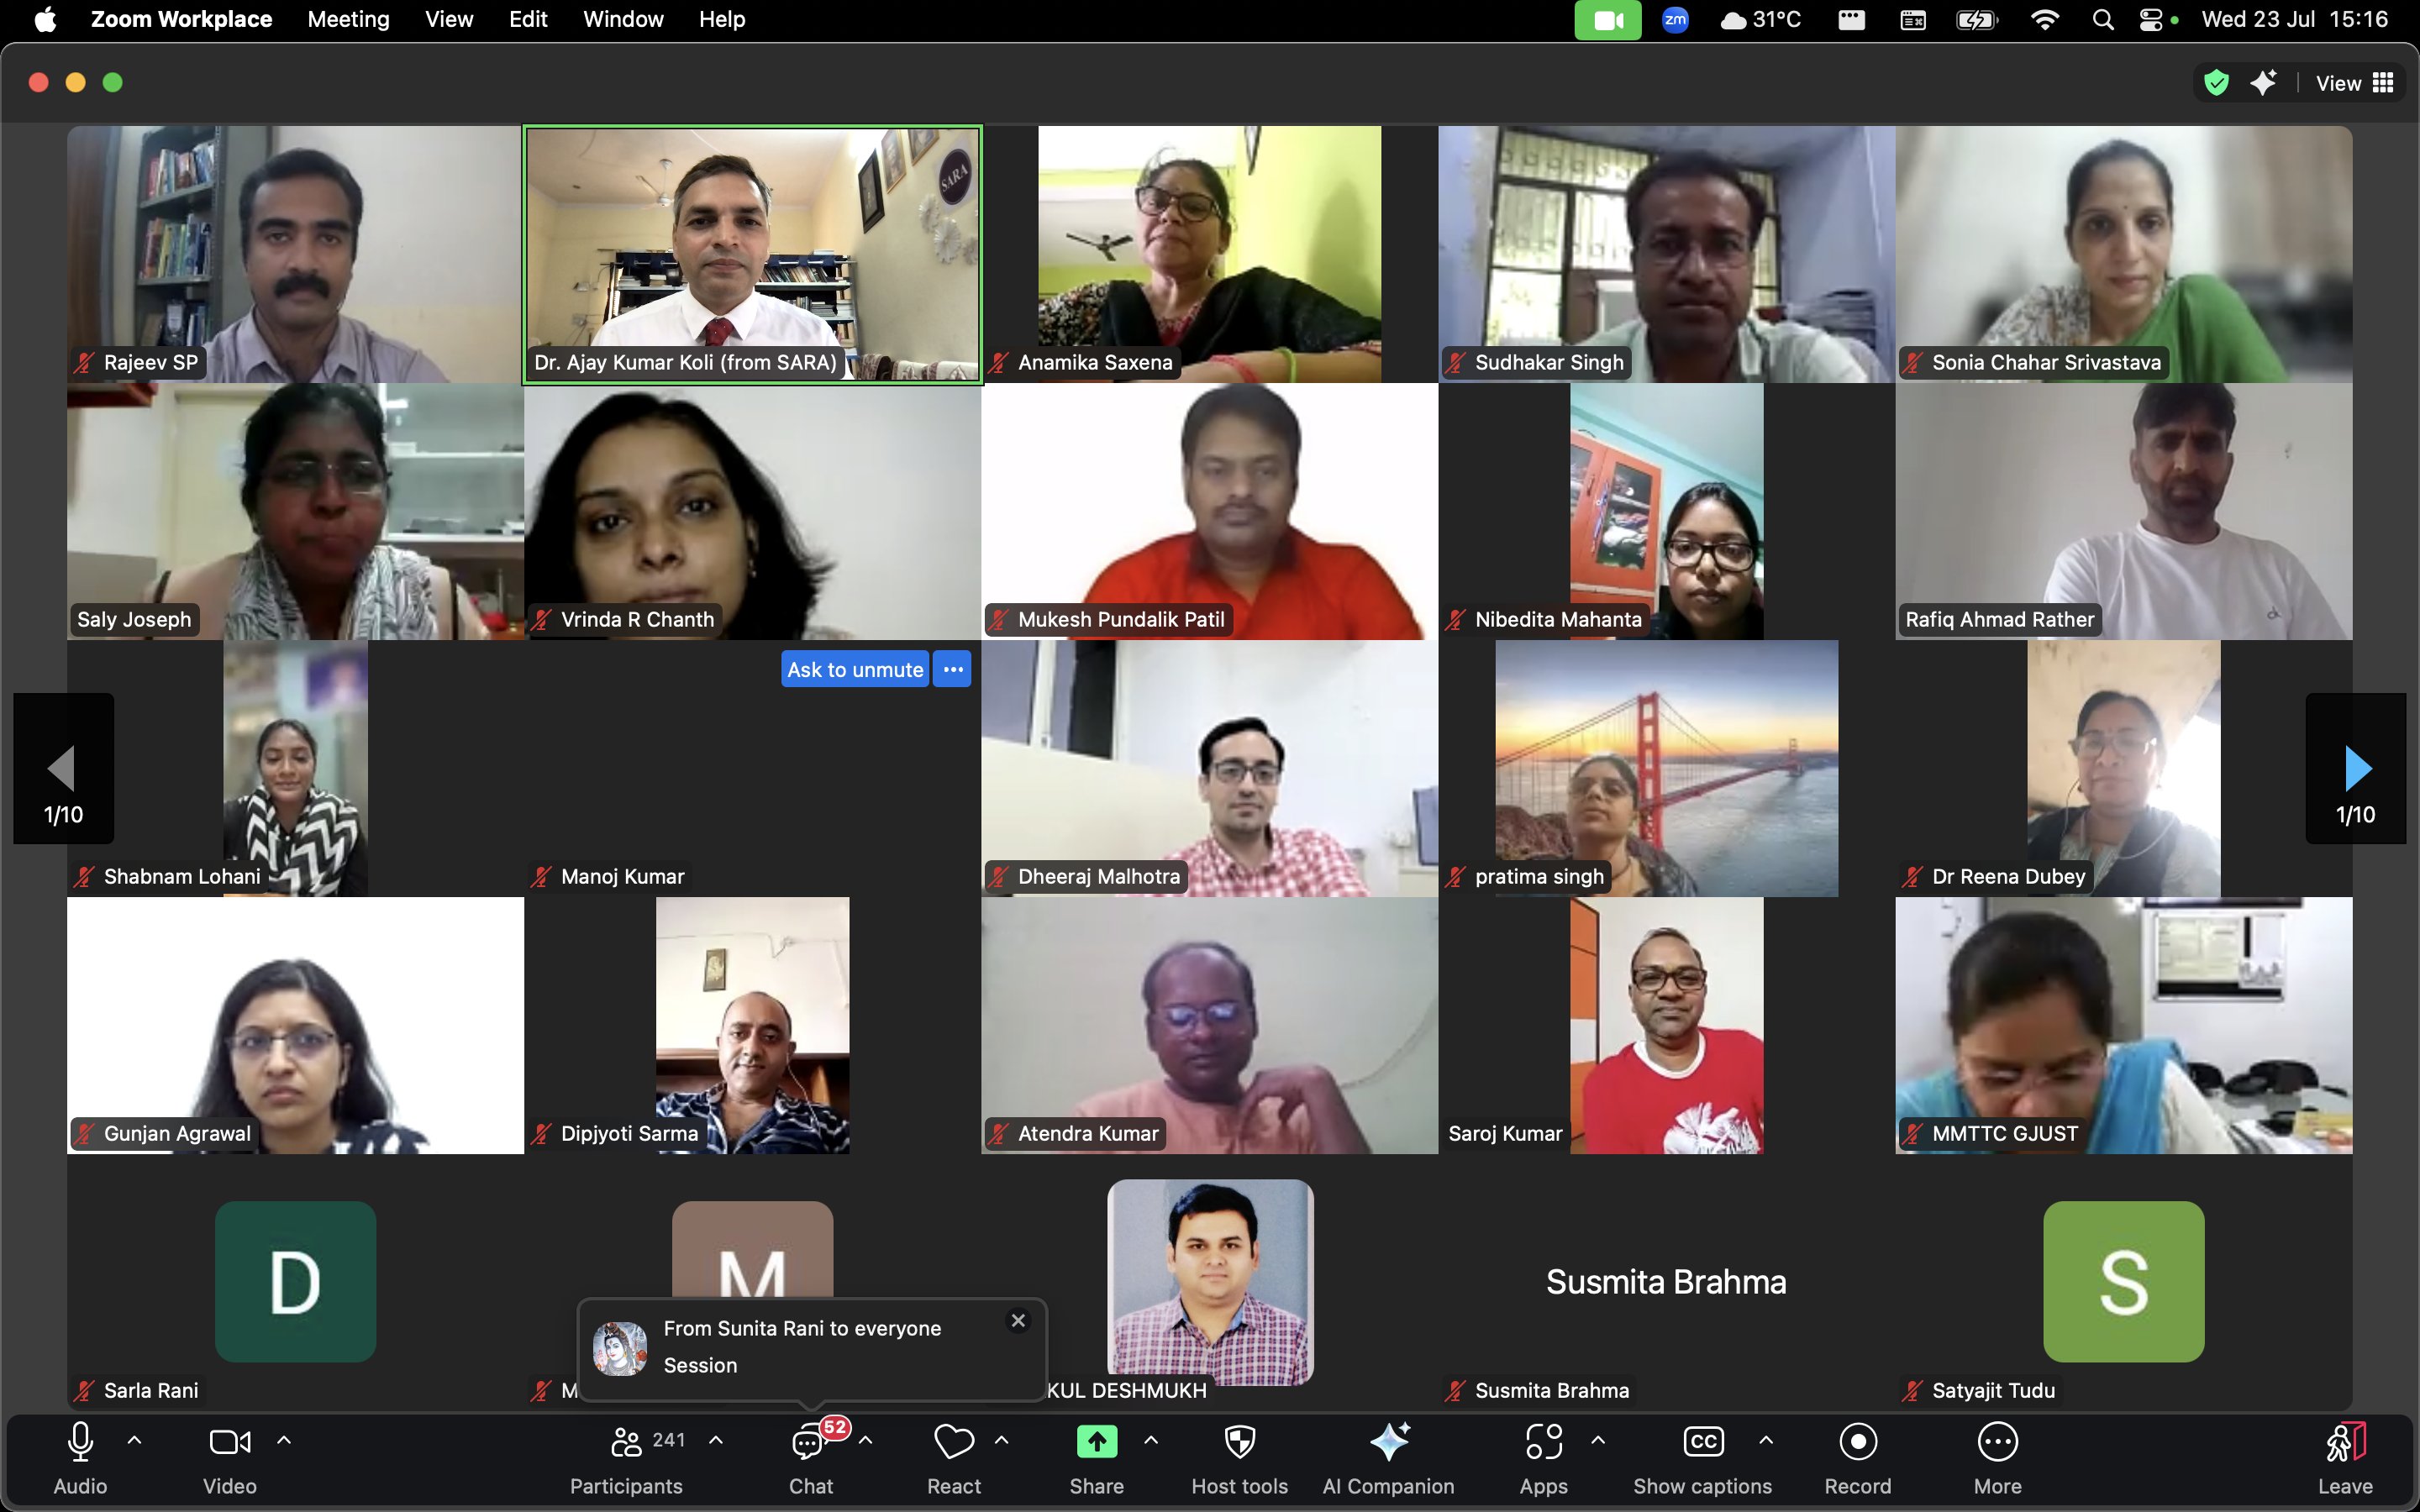 Zoom Workplace Meeting View Edit Window Help
zm 31°C Wed 23 Jul 15:16
View
SARA
Rajeev SP
Dr. Ajay Kumar Koli (from SARA)
Anamika Saxena
Sudhakar Singh
Sonia Chahar Srivastava
Saly Joseph
Vrinda R Chanth
Mukesh Pundalik Patil
Nibedita Mahanta
Rafiq Ahmad Rather
Ask to unmute
1/10
1/10
Shabnam Lohani
Manoj Kumar
Dheeraj Malhotra
pratima singh
Dr Reena Dubey
Gunjan Agrawal
Dipjyoti Sarma
Atendra Kumar
Saroj Kumar
MMTTC GJUST
D
M
Susmita Brahma
S
From Sunita Rani to everyone
Session
Sarla Rani
M
KUL DESHMUKH
Susmita Brahma
Satyajit Tudu
241
52
CC
Audio Video Participants Chat React Share Host tools AI Companion Apps Show captions Record More Leave